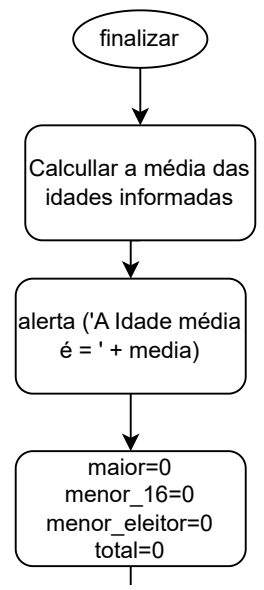 finalizar
Calcullar a média das
idades informadas
alerta ('A Idade média
é = ' + media)
maior=0
menor_16=0
menor_eleitor=0
total=0